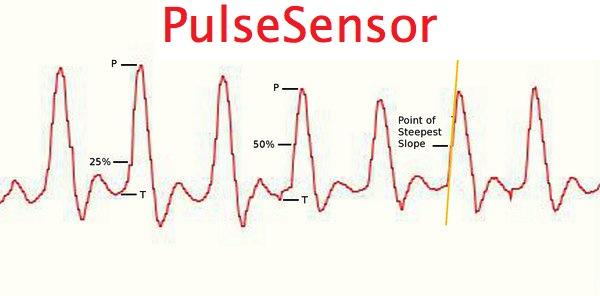 PulseSensor
P
25%
T
P
50%
T
Point of
Steepest
Slope